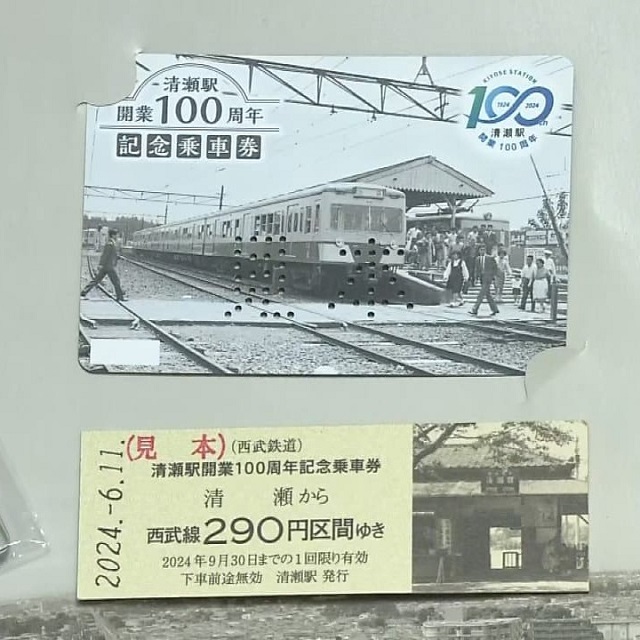 清瀬駅
開業100周年
記念乗車券
KIYOSE STATION
100th
1924 2024
清瀬駅
開業100周年
見本
(見 本)(西武鉄道)
清瀬駅開業100周年記念乗車券
清 瀬から
西武線290円区間ゆき
2024年9月30日までの1回限り有効
下車前途無効 清瀬駅 発行
2024.-6.11.